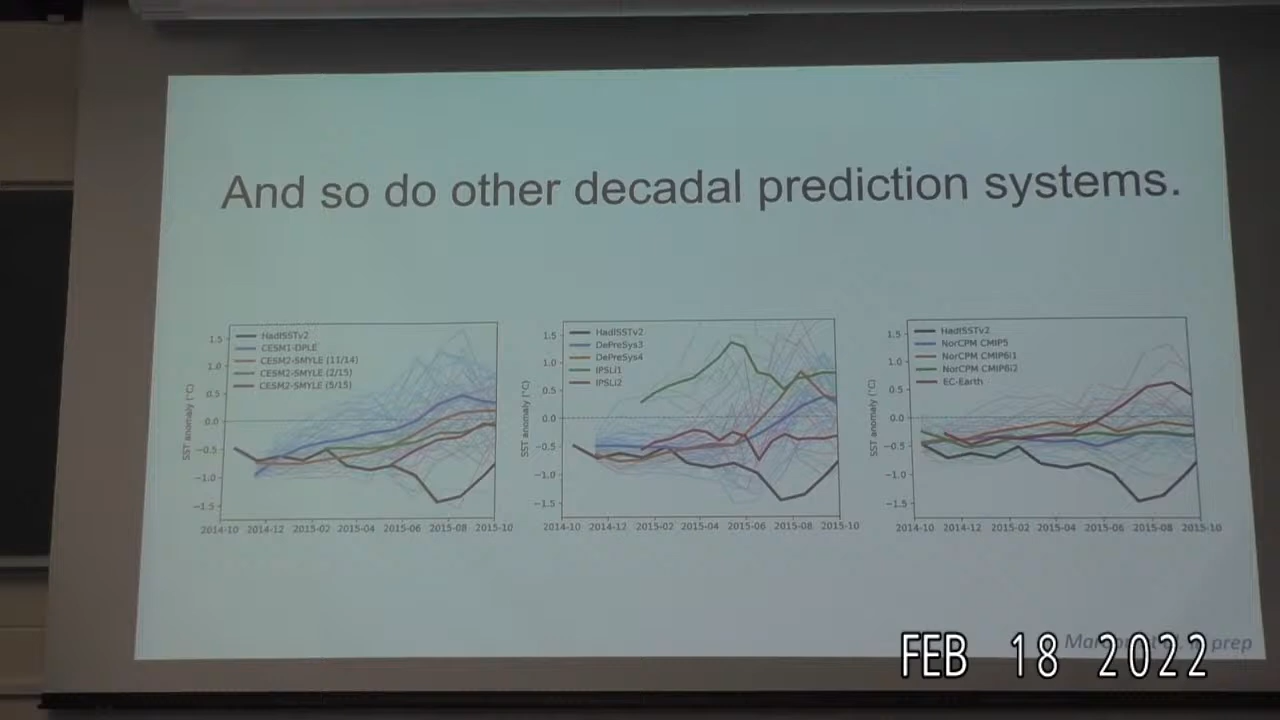 And so do other decadal prediction systems.
SST anomaly (°C)
1.5
1.0
0.5
0.0
−0.5
−1.0
−1.5
HadISSTv2
CESM1-DPLE
CESM2-SMYLE (11/14)
CESM2-SMYLE (2/15)
CESM2-SMYLE (5/15)
2014-10 2014-12 2015-02 2015-04 2015-06 2015-08 2015-10
SST anomaly (°C)
1.5
1.0
0.5
0.0
−0.5
−1.0
−1.5
HadISSTv2
DePreSys3
DePreSys4
IPSLi1
IPSLi2
2014-10 2014-12 2015-02 2015-04 2015-06 2015-08 2015-10
SST anomaly (°C)
1.5
1.0
0.5
0.0
−0.5
−1.0
−1.5
HadISSTv2
NorCPM CMIP5
NorCPM CMIP6i1
NorCPM CMIP6i2
EC-Earth
2014-10 2014-12 2015-02 2015-04 2015-06 2015-08 2015-10
prep
FEB 18 2022